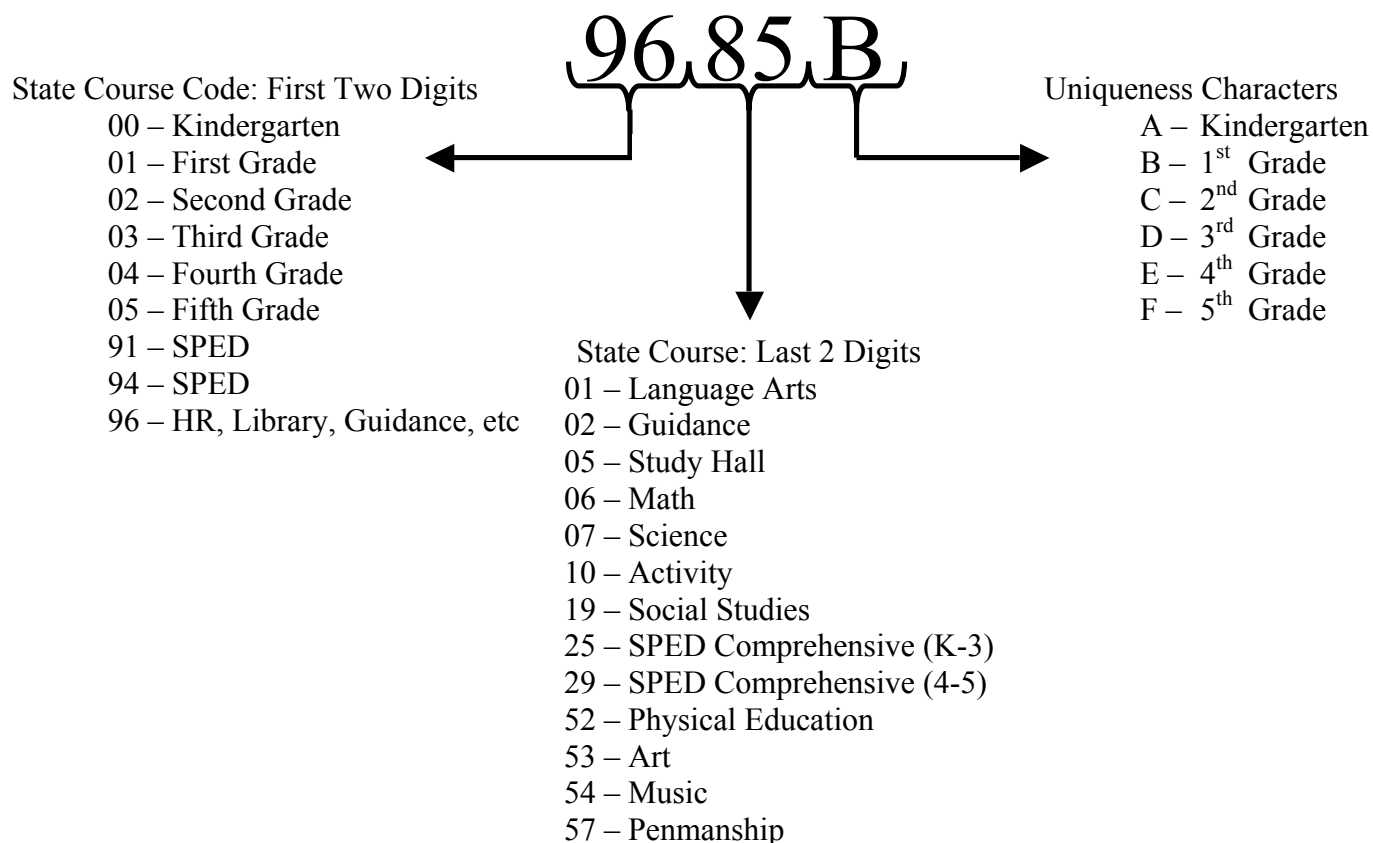 9685B
State Course Code: First Two Digits
00 – Kindergarten
01 – First Grade
02 – Second Grade
03 – Third Grade
04 – Fourth Grade
05 – Fifth Grade
91 – SPED
94 – SPED
96 – HR, Library, Guidance, etc
Uniqueness Characters
A – Kindergarten
B – 1st Grade
C – 2nd Grade
D – 3rd Grade
E – 4th Grade
F – 5th Grade
State Course: Last 2 Digits
01 – Language Arts
02 – Guidance
05 – Study Hall
06 – Math
07 – Science
10 – Activity
19 – Social Studies
25 – SPED Comprehensive (K-3)
29 – SPED Comprehensive (4-5)
52 – Physical Education
53 – Art
54 – Music
57 – Penmanship